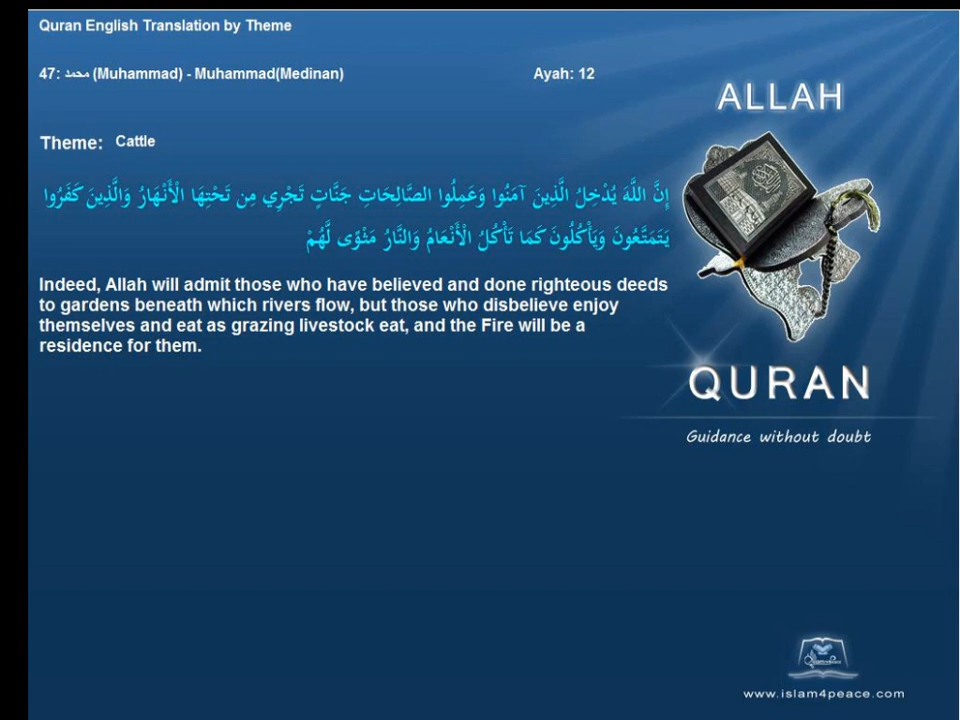 Quran English Translation by Theme
47: محمد (Muhammad) - Muhammad(Medinan) Ayah: 12
ALLAH
Theme: Cattle
إِنَّ اللَّهَ يُدْخِلُ الَّذِينَ آمَنُوا وَعَمِلُوا الصَّالِحَاتِ جَنَّاتٍ تَجْرِي مِن تَحْتِهَا الْأَنْهَارُ وَالَّذِينَ كَفَرُوا
يَتَمَتَّعُونَ وَيَأْكُلُونَ كَمَا تَأْكُلُ الْأَنْعَامُ وَالنَّارُ مَثْوًى لَّهُمْ
Indeed, Allah will admit those who have believed and done righteous deeds
to gardens beneath which rivers flow, but those who disbelieve enjoy
themselves and eat as grazing livestock eat, and the Fire will be a
residence for them.
QURAN
Guidance without doubt
www.islam4peace.com